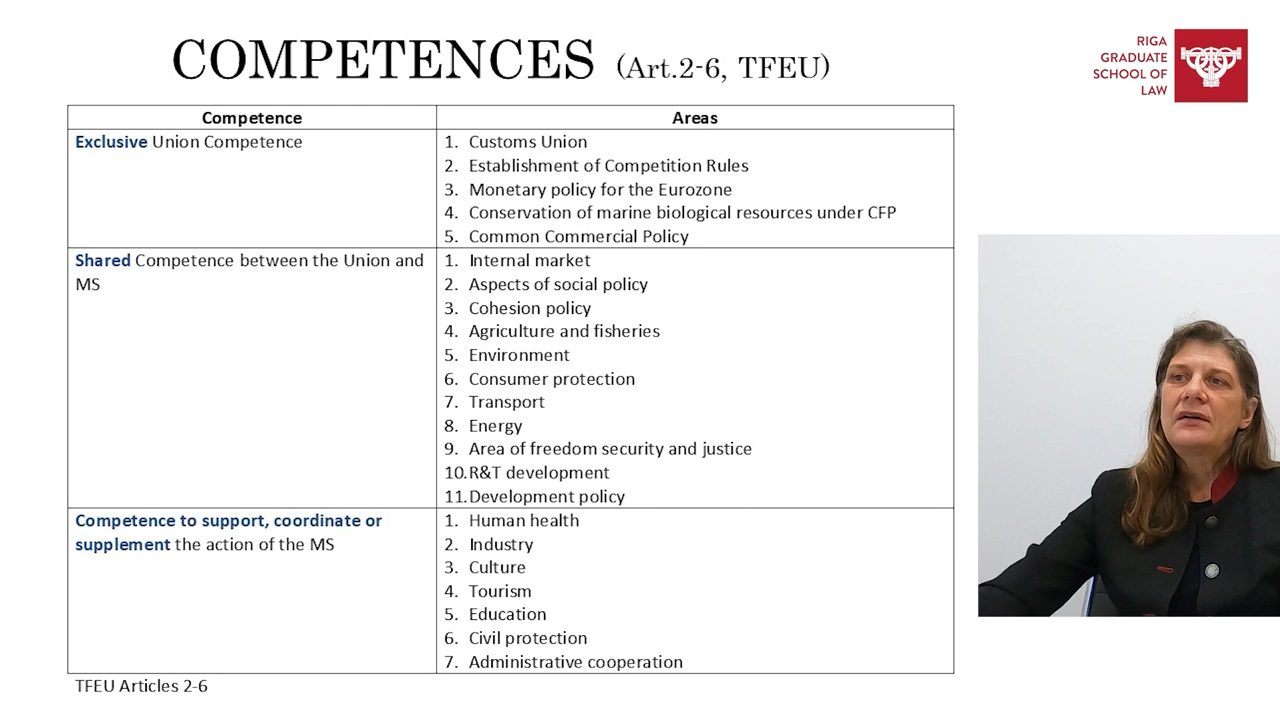 COMPETENCES (Art.2-6, TFEU)
RIGA
GRADUATE
SCHOOL OF
LAW
Competence
Areas
Exclusive Union Competence
1. Customs Union
2. Establishment of Competition Rules
3. Monetary policy for the Eurozone
4. Conservation of marine biological resources under CFP
5. Common Commercial Policy
Shared Competence between the Union and
MS
1. Internal market
2. Aspects of social policy
3. Cohesion policy
4. Agriculture and fisheries
5. Environment
6. Consumer protection
7. Transport
8. Energy
9. Area of freedom security and justice
10. R&T development
11. Development policy
Competence to support, coordinate or
supplement the action of the MS
1. Human health
2. Industry
3. Culture
4. Tourism
5. Education
6. Civil protection
7. Administrative cooperation
TFEU Articles 2-6